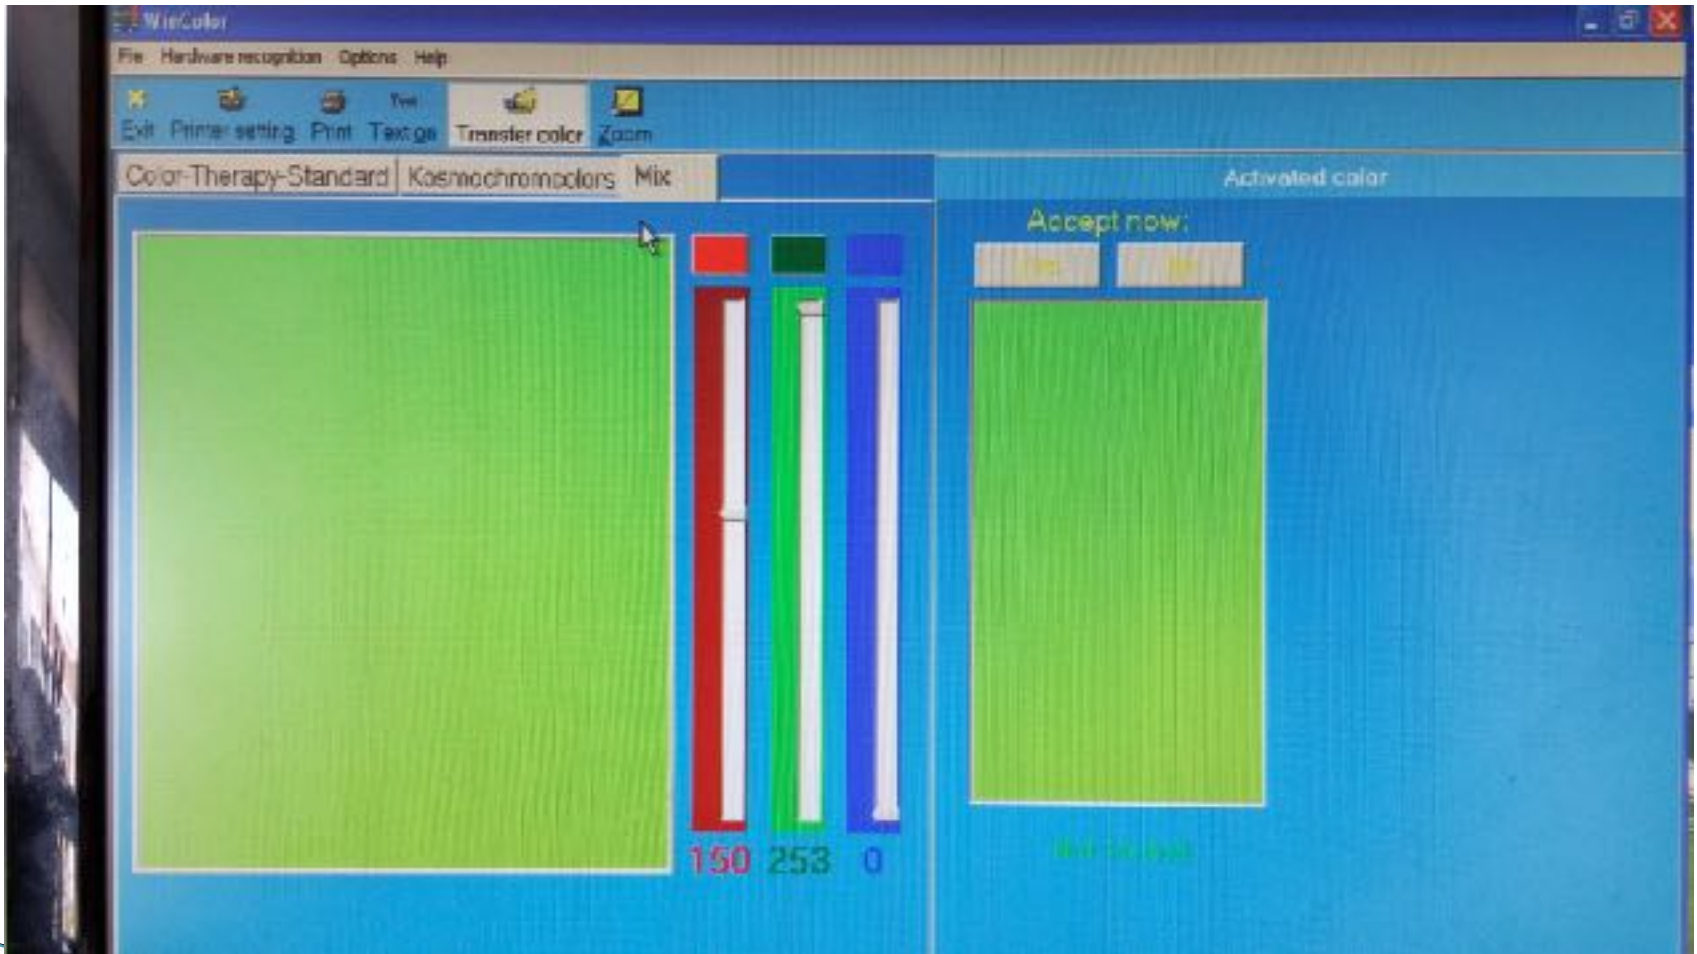 WinColor
File Hardware recognition Options Help
Exit Printer setting Print Text Transfer color Zoom
Color-Therapy-Standard Kosmochromcolors Mix
Activated color
Accept now:
150 253 0